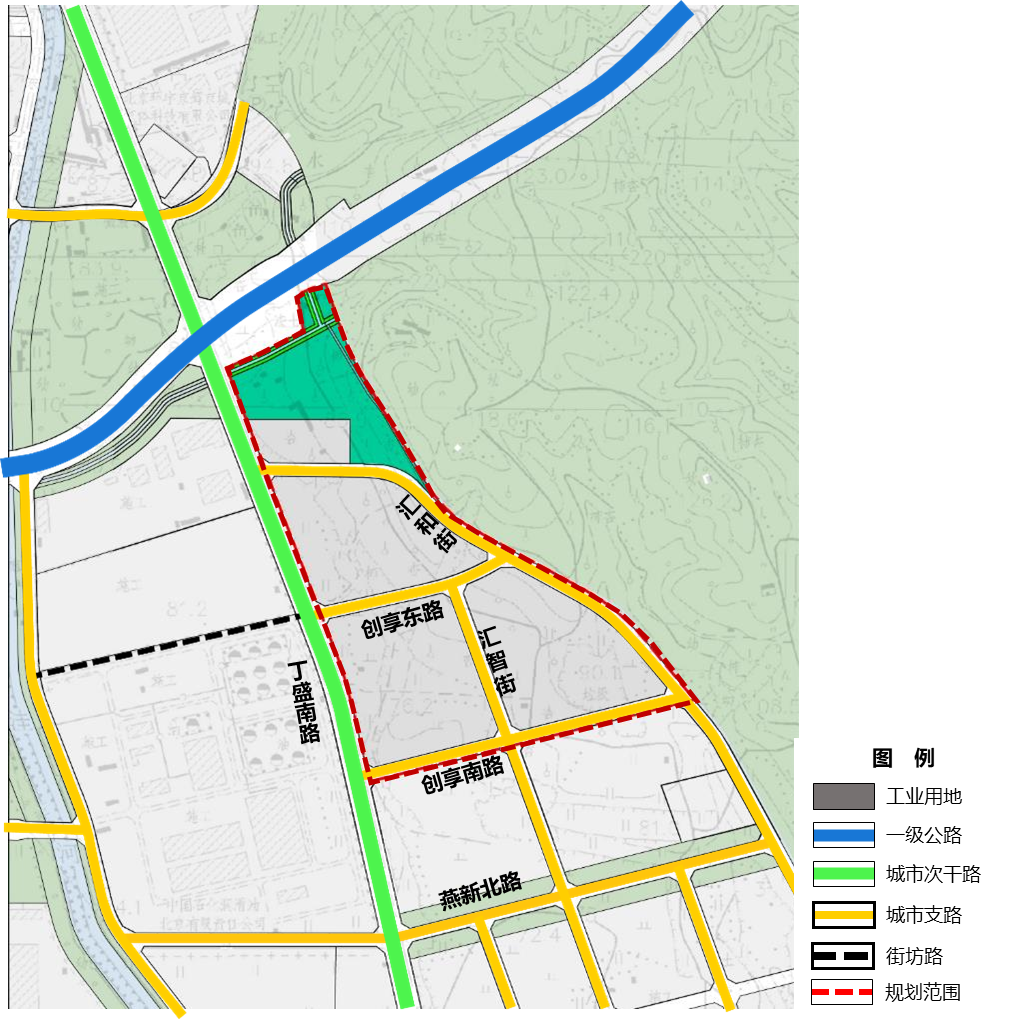 汇和街
创享东路
汇智街
丁盛南路
创享南路
燕新北路
图 例
工业用地
一级公路
城市次干路
城市支路
街坊路
规划范围